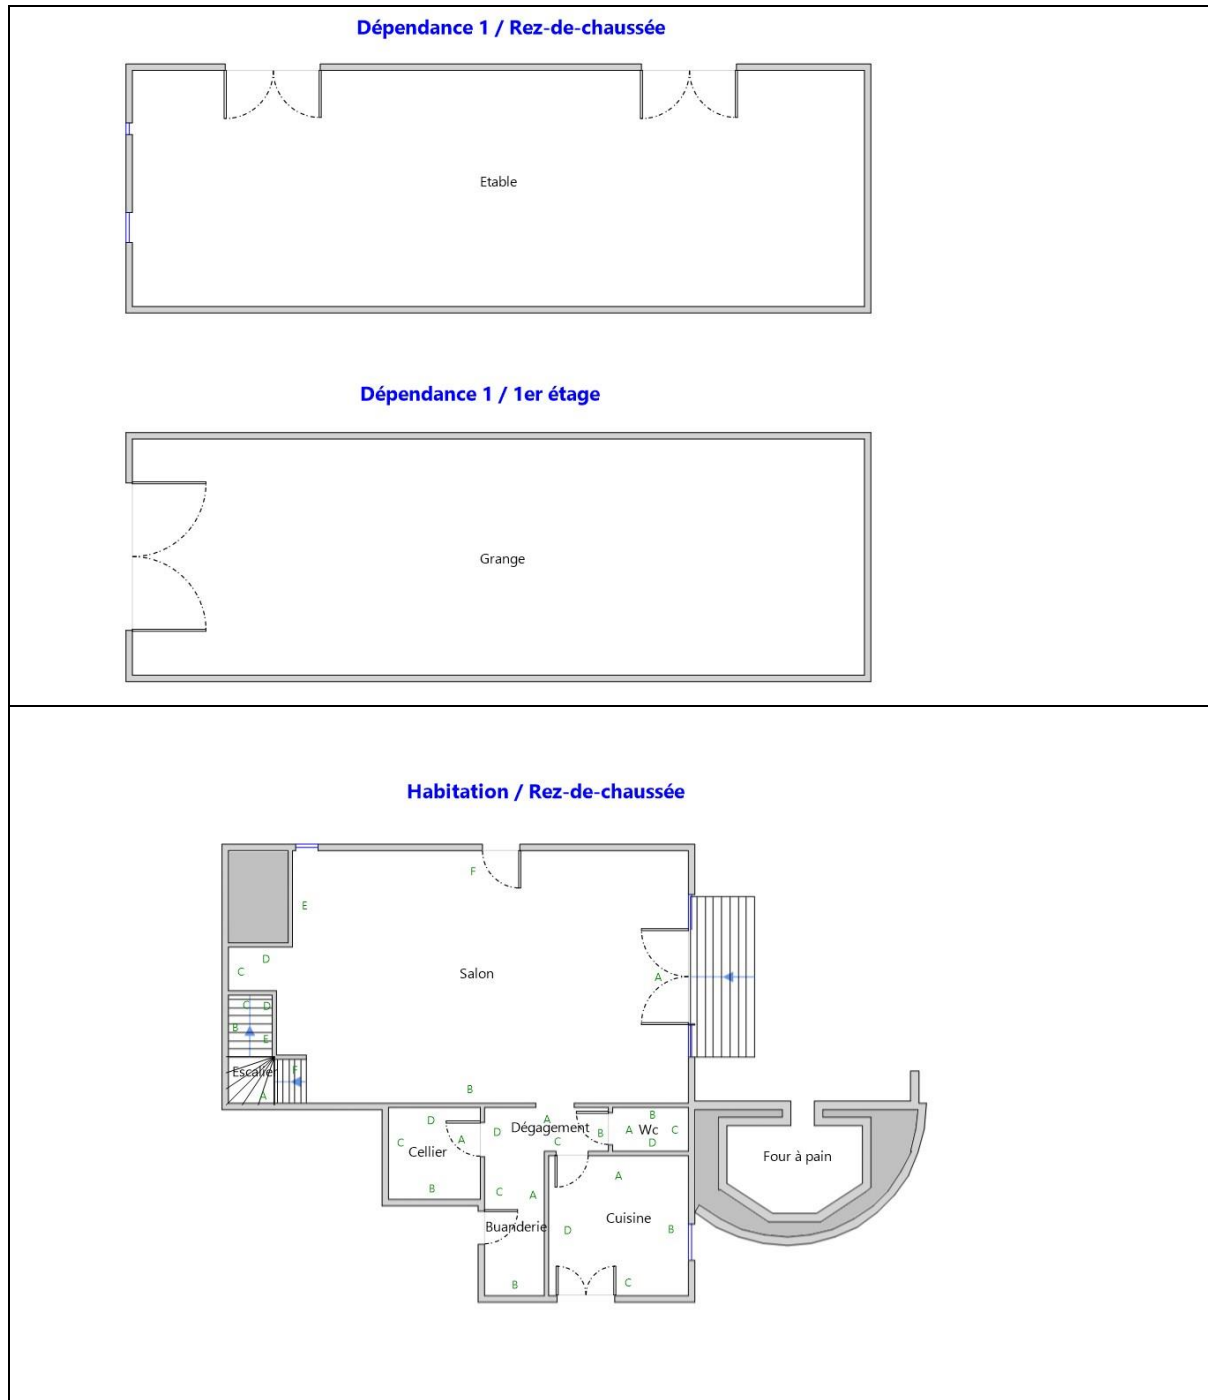 Dépendance 1 / Rez-de-chaussée
Etable
Dépendance 1 / 1er étage
Grange
Habitation / Rez-de-chaussée
F
E
D
C
Salon
A
C D
B
E
Escalier
F
A
B
D
A
B
C
A
D
Dégagement
B
A
Wc
C
C
D
Cellier
B
A
C
A
Four à pain
Buanderie
D
Cuisine
B
B
C